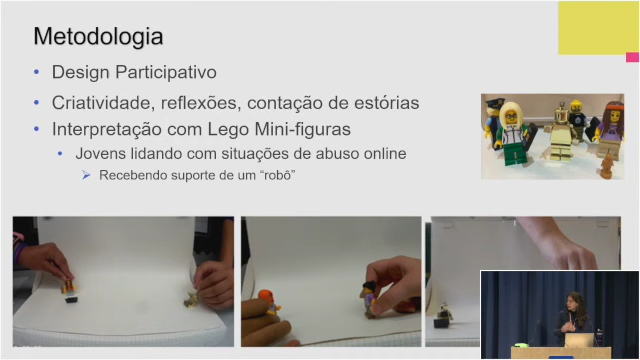 Metodologia
• Design Participativo
• Criatividade, reflexões, contação de estórias
• Interpretação com Lego Mini-figuras
• Jovens lidando com situações de abuso online
➢ Recebendo suporte de um “robô”